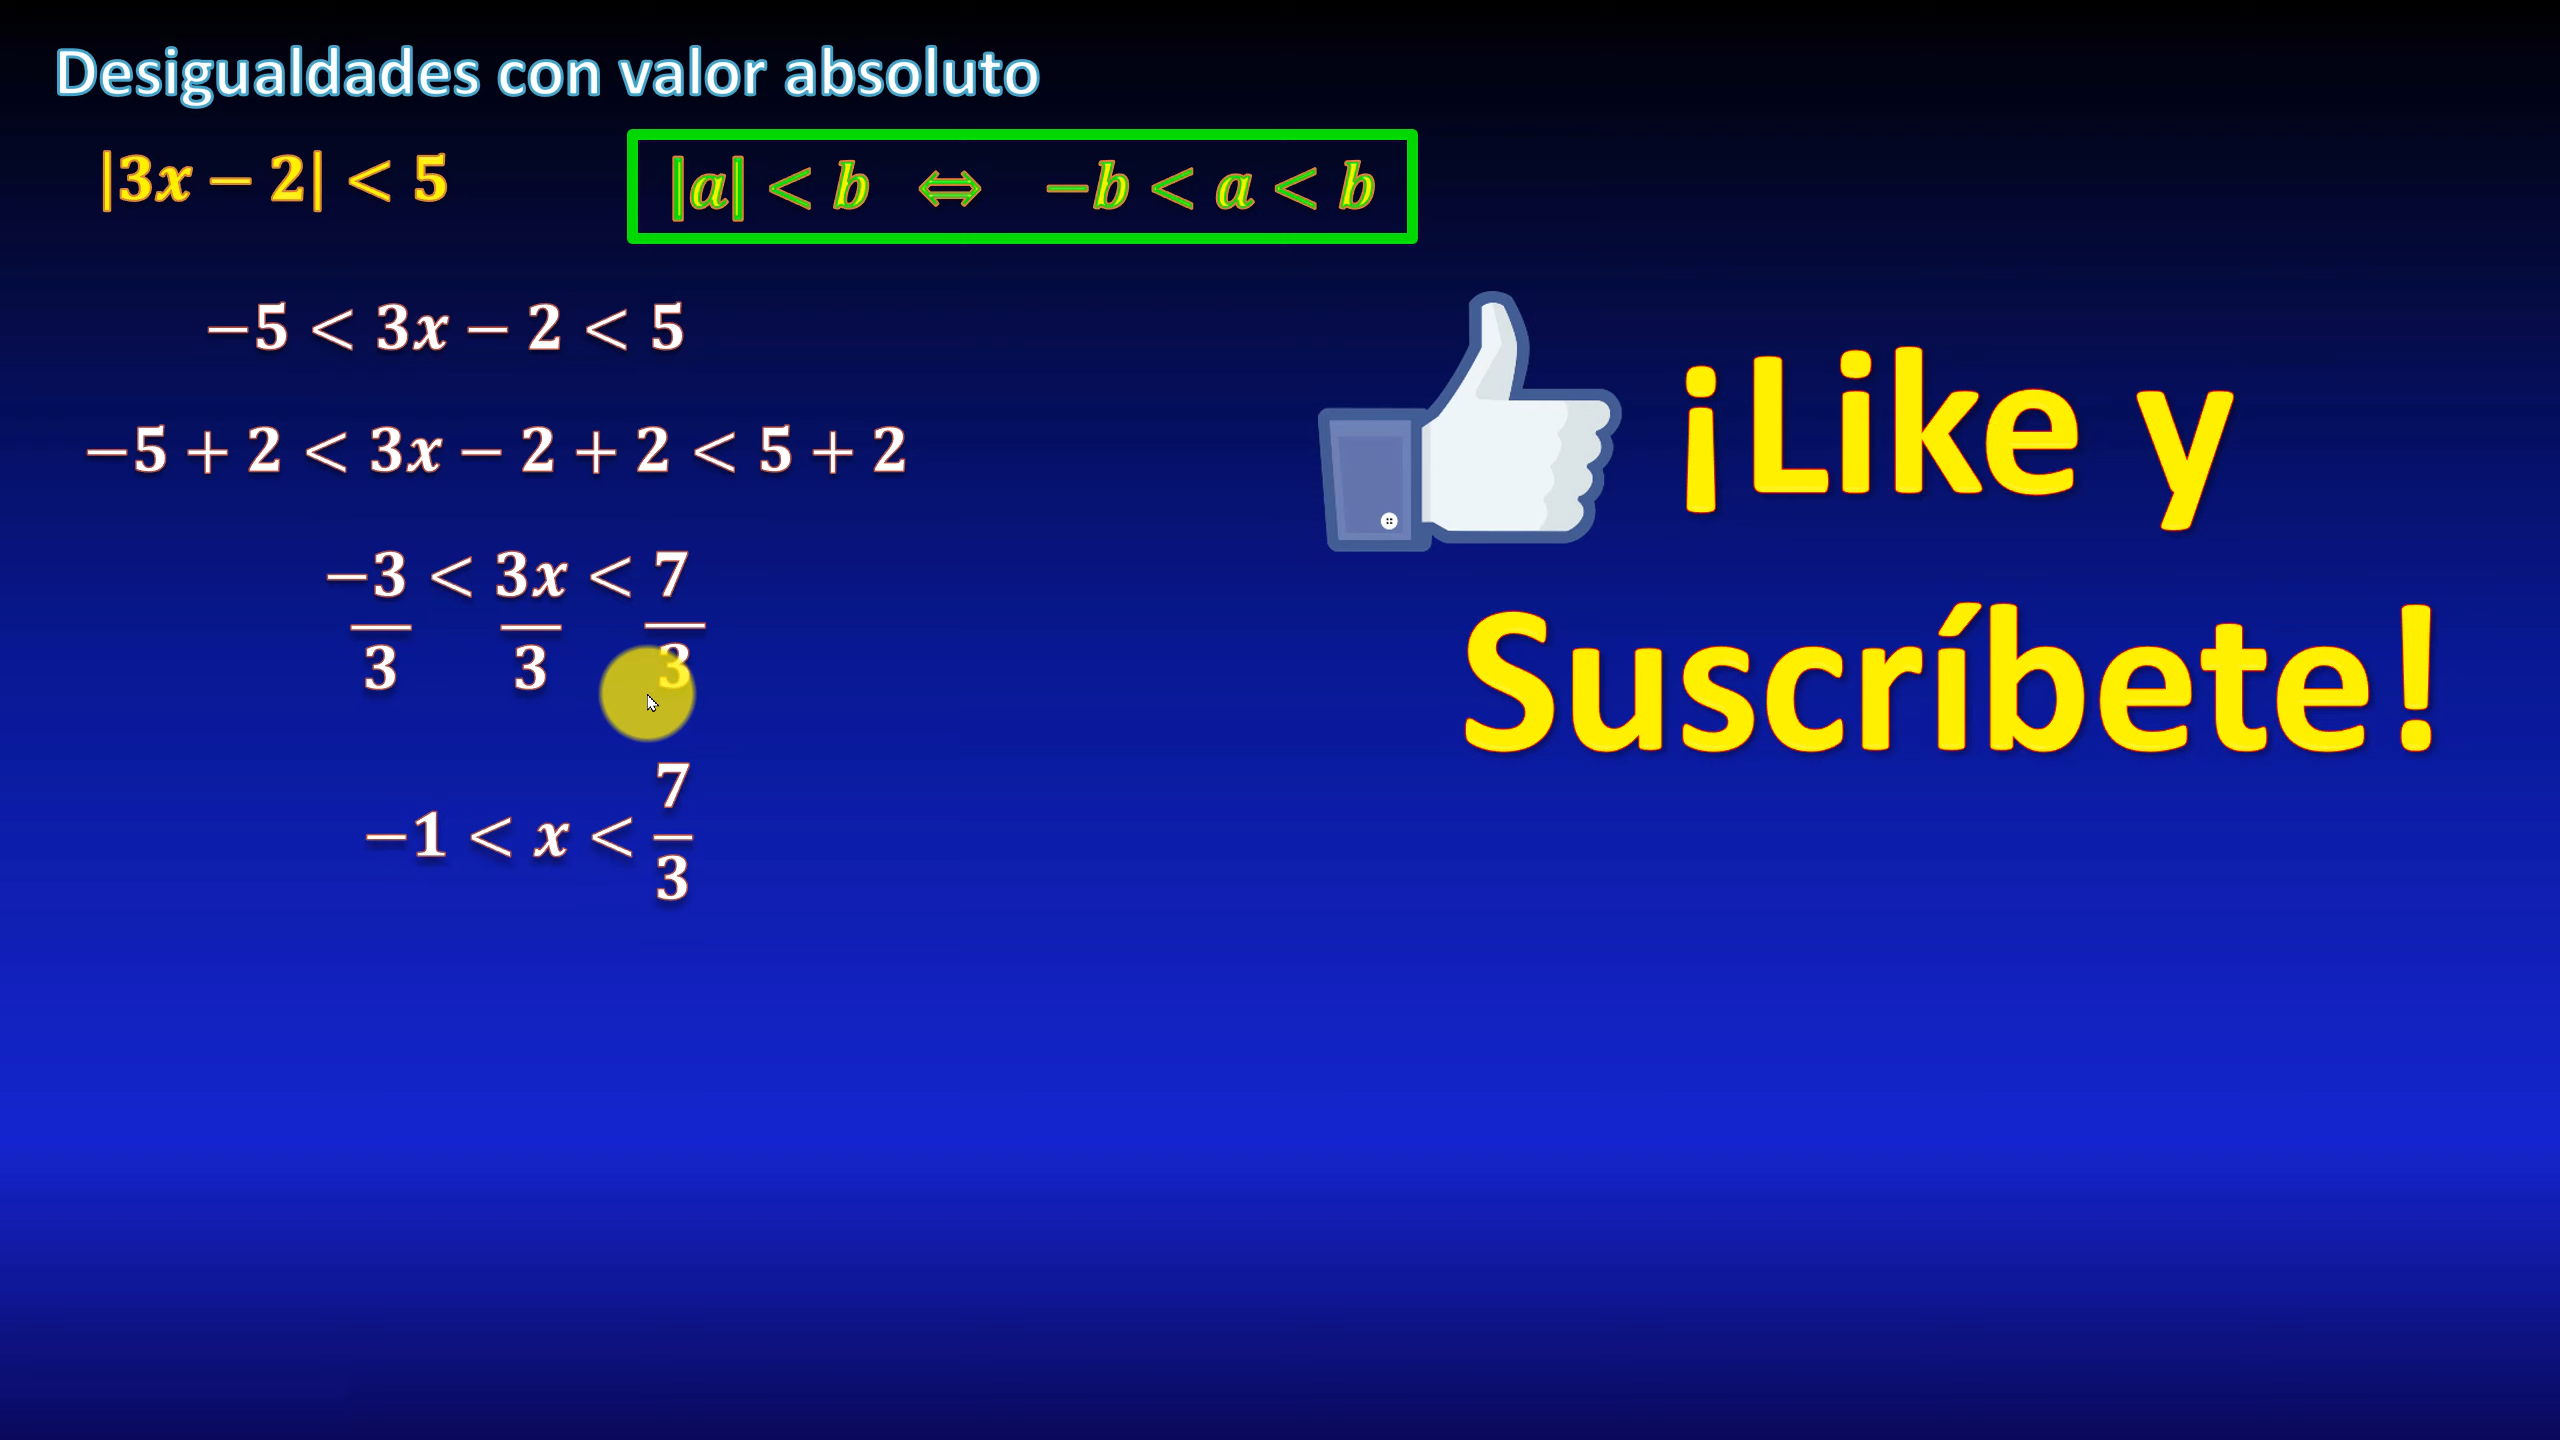 Desigualdades con valor absoluto
|3x − 2| < 5
|a| < b ⇔ −b < a < b
−5 < 3x − 2 < 5
−5 + 2 < 3x − 2 + 2 < 5 + 2
−3 < 3x < 7
3 3 3
−1 < x < 7/3
¡Like y
Suscríbete!